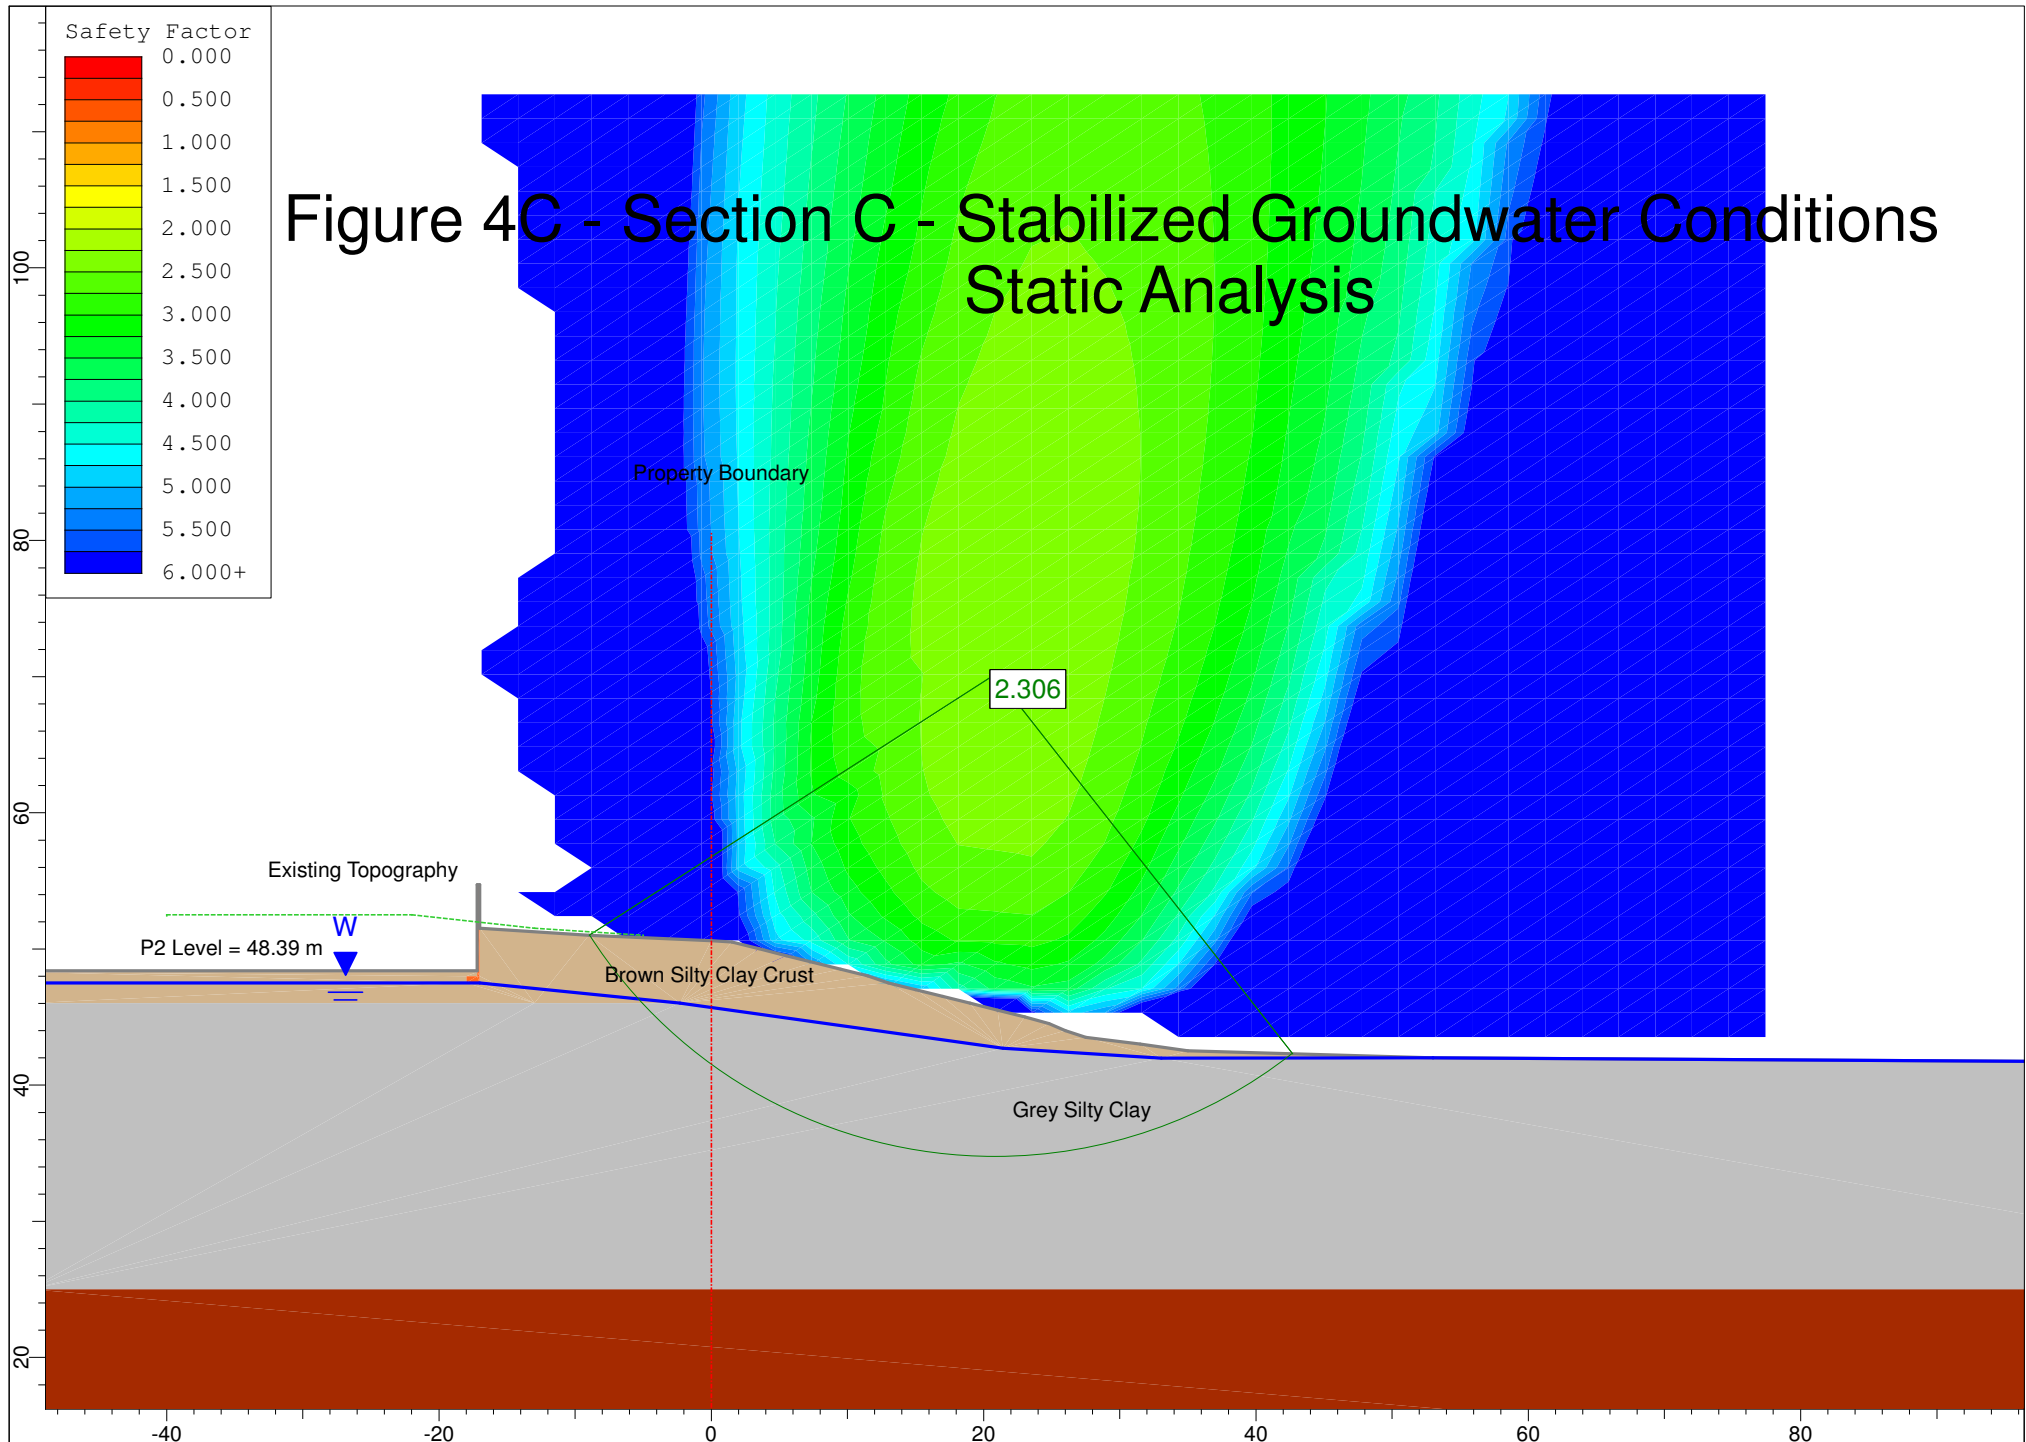 Safety Factor
0.000
0.500
1.000
1.500
2.000
2.500
3.000
3.500
4.000
4.500
5.000
5.500
6.000+
Figure 4C - Section C - Stabilized Groundwater Conditions
Static Analysis
Property Boundary
2.306
Existing Topography
W
P2 Level = 48.39 m
Brown Silty Clay Crust
Grey Silty Clay
100
80
60
40
20
-40
-20
0
20
40
60
80